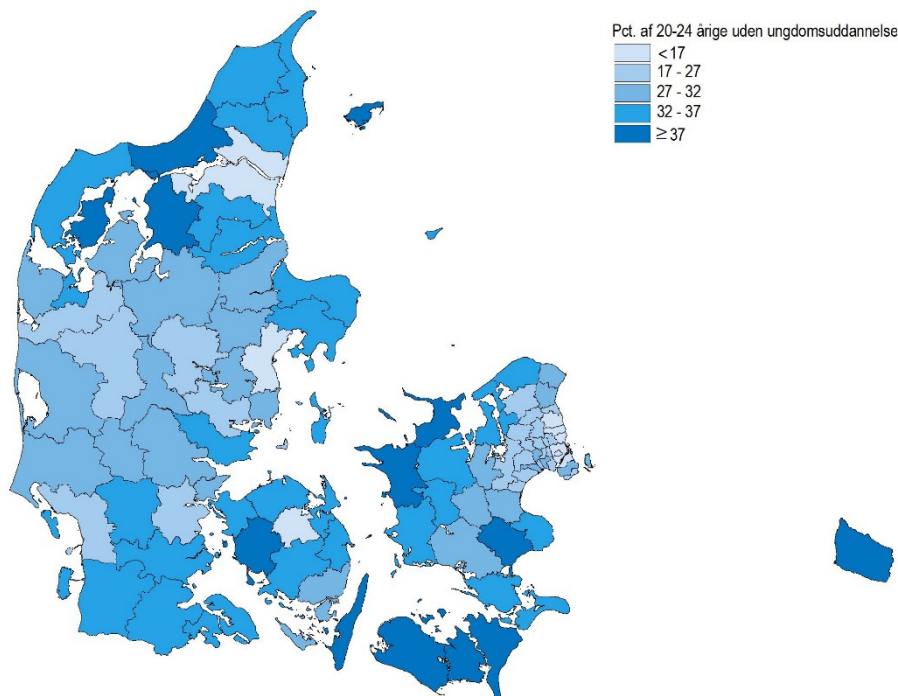 Pct. af 20-24 årige uden ungdomsuddannelse
<17
17 - 27
27 - 32
32 - 37
≥ 37